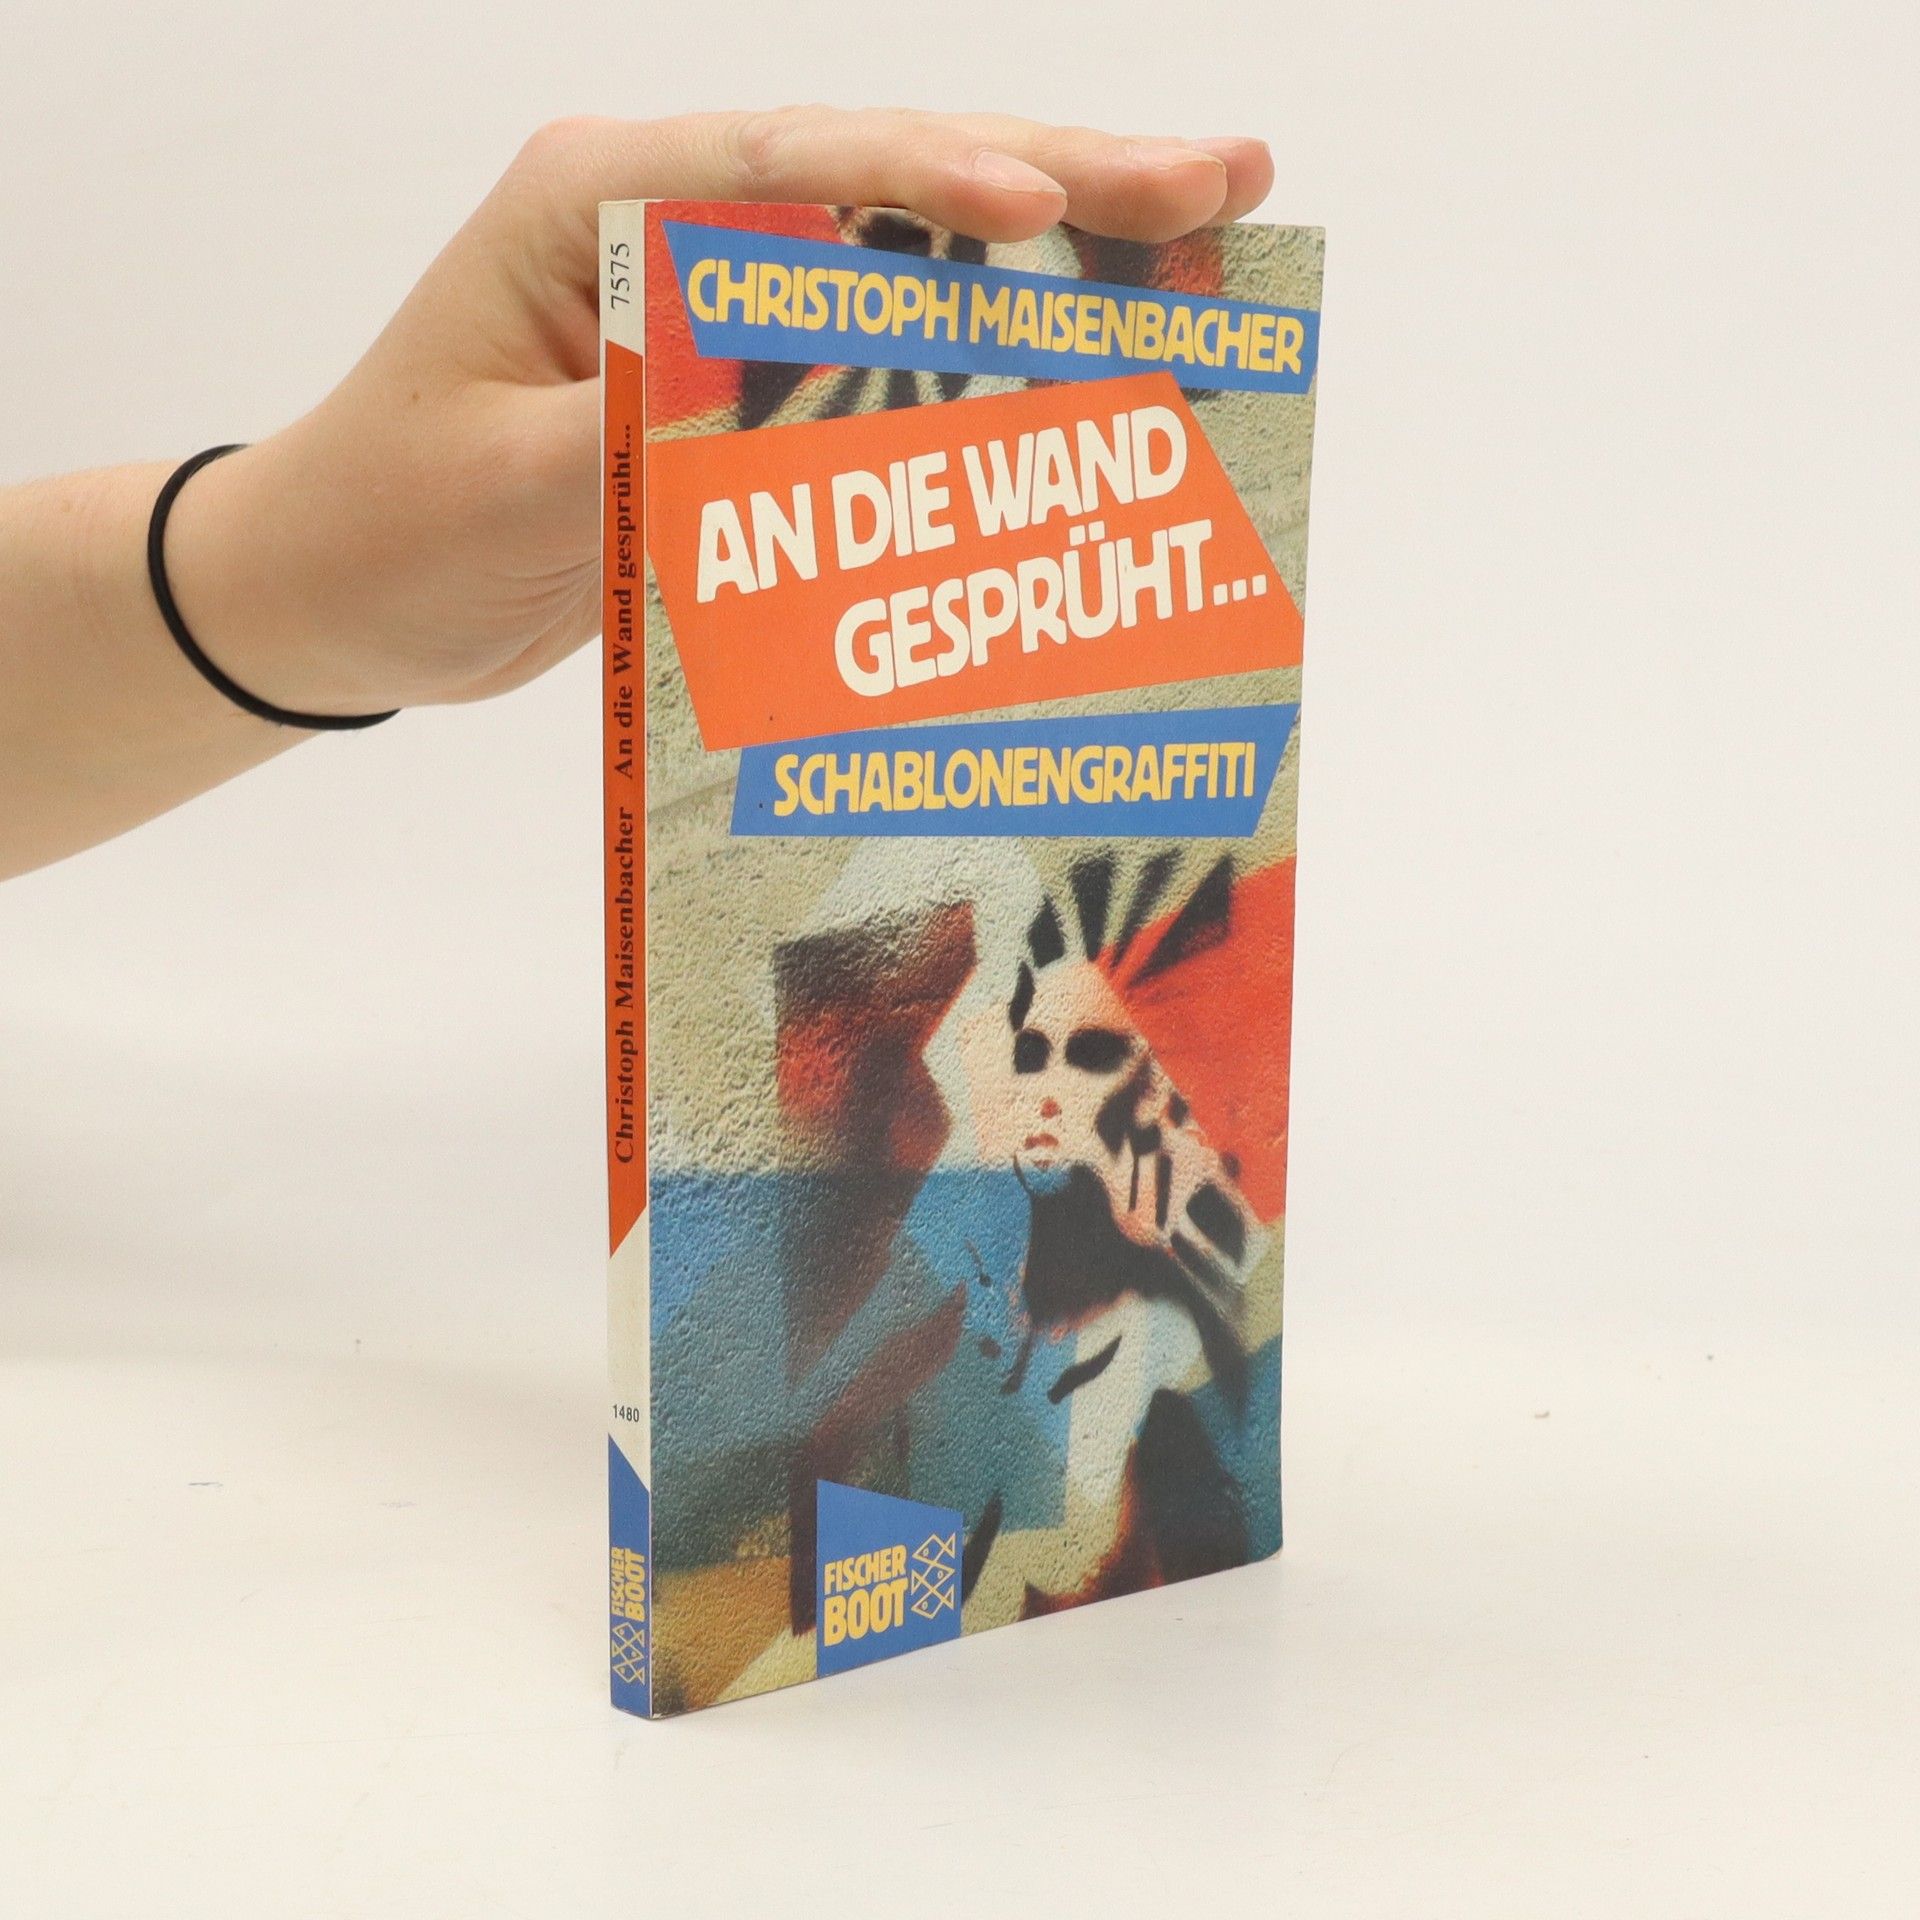 7575
Christoph Maisenbacher An die Wand gesprüht...
1480
FISCHER
BOOT
CHRISTOPH MAISENBACHER
AN DIE WAND
GESPRÜHT...
SCHABLONENGRAFFITI
FISCHER
BOOT